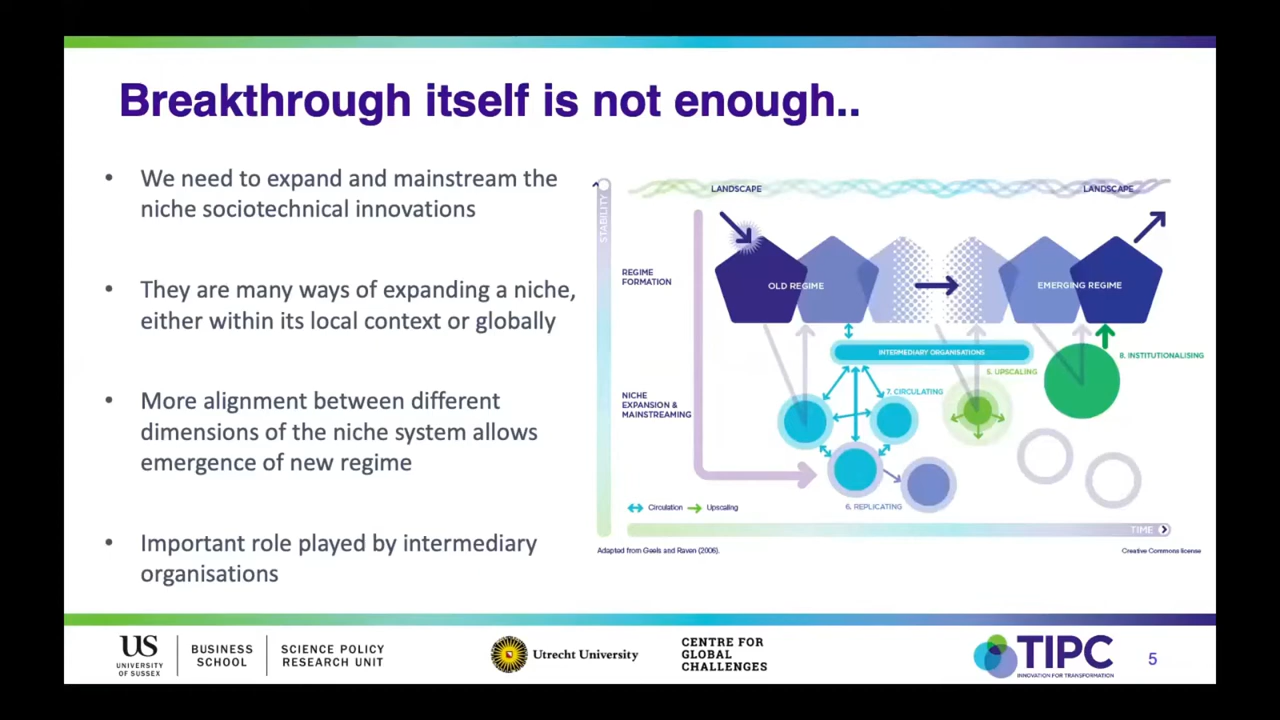 Breakthrough itself is not enough..
• We need to expand and mainstream the
niche sociotechnical innovations
• They are many ways of expanding a niche,
either within its local context or globally
• More alignment between different
dimensions of the niche system allows
emergence of new regime
• Important role played by intermediary
organisations
STABILITY
LANDSCAPE
LANDSCAPE
REGIME
FORMATION
OLD REGIME
EMERGING REGIME
INTERMEDIARY ORGANISATIONS
8. INSTITUTIONALISING
5. UPSCALING
7. CIRCULATING
NICHE
EXPANSION &
MAINSTREAMING
6. REPLICATING
Circulation
Upscaling
TIME
Adapted from Geels and Raven (2006).
Creative Commons license
US
UNIVERSITY
OF SUSSEX
BUSINESS
SCHOOL
SCIENCE POLICY
RESEARCH UNIT
Utrecht University
CENTRE FOR
GLOBAL
CHALLENGES
TIPC
INNOVATION FOR TRANSFORMATION
5